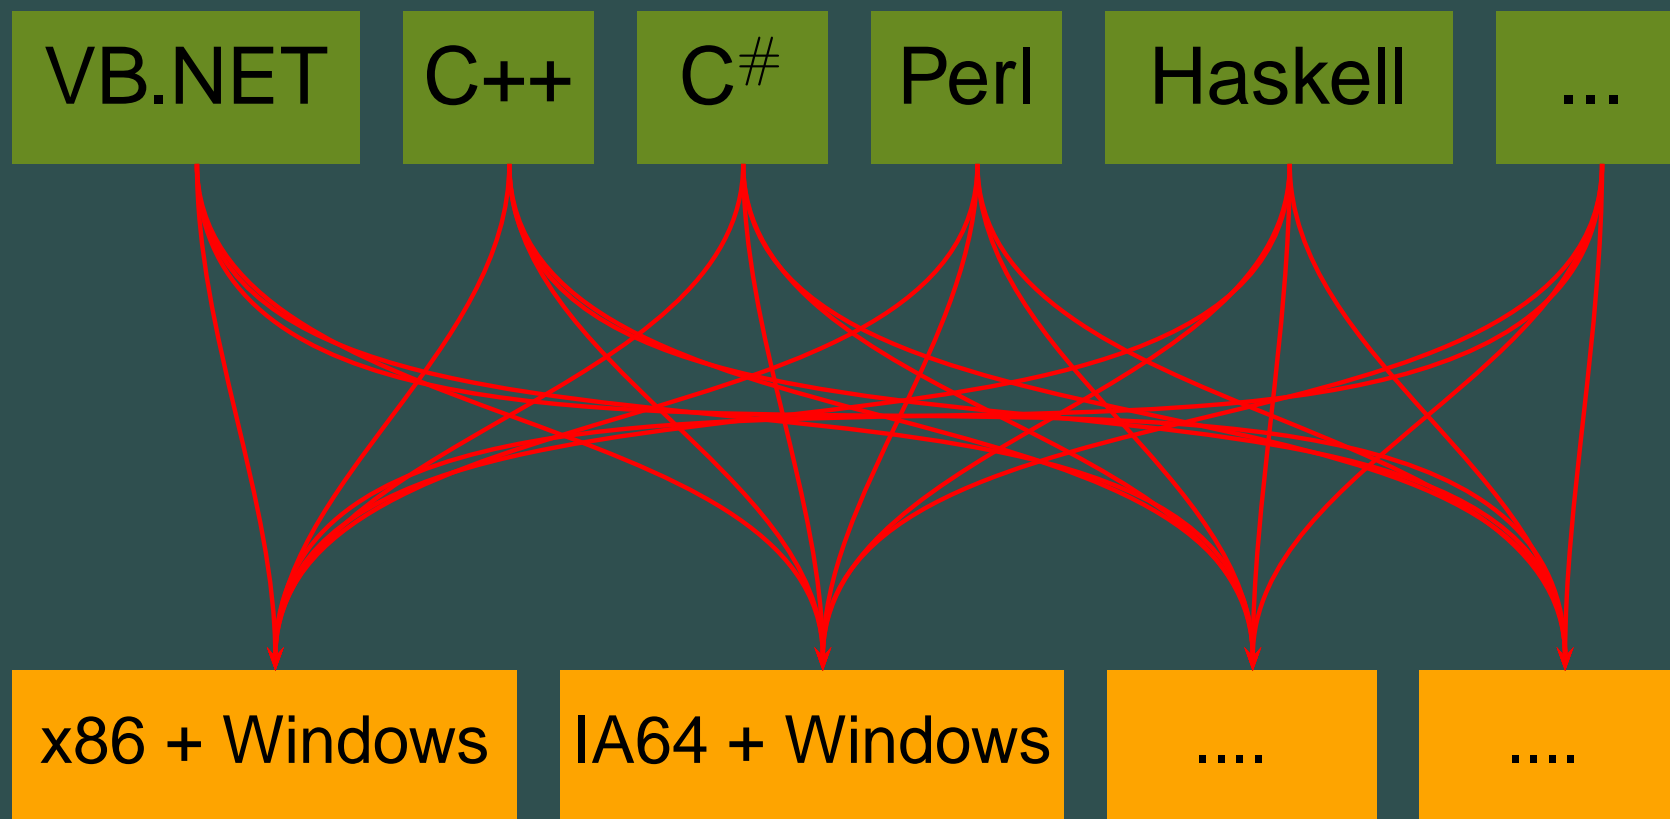 VB.NET
C++
C#
Perl
Haskell
...
x86 + Windows
IA64 + Windows
....
....